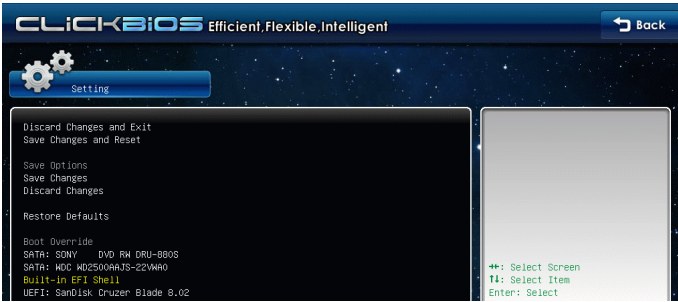 CLiCKBiOS Efficient,Flexible,Intelligent
Back
Setting
Discard Changes and Exit
Save Changes and Reset
Save Options
Save Changes
Discard Changes
Restore Defaults
Boot Override
SATA: SONY DVD RW DRU-880S
SATA: WDC WD2500AAJS-22VWA0
Built-in EFI Shell
UEFI: SanDisk Cruzer Blade 8.02
→←: Select Screen
↑↓: Select Item
Enter: Select